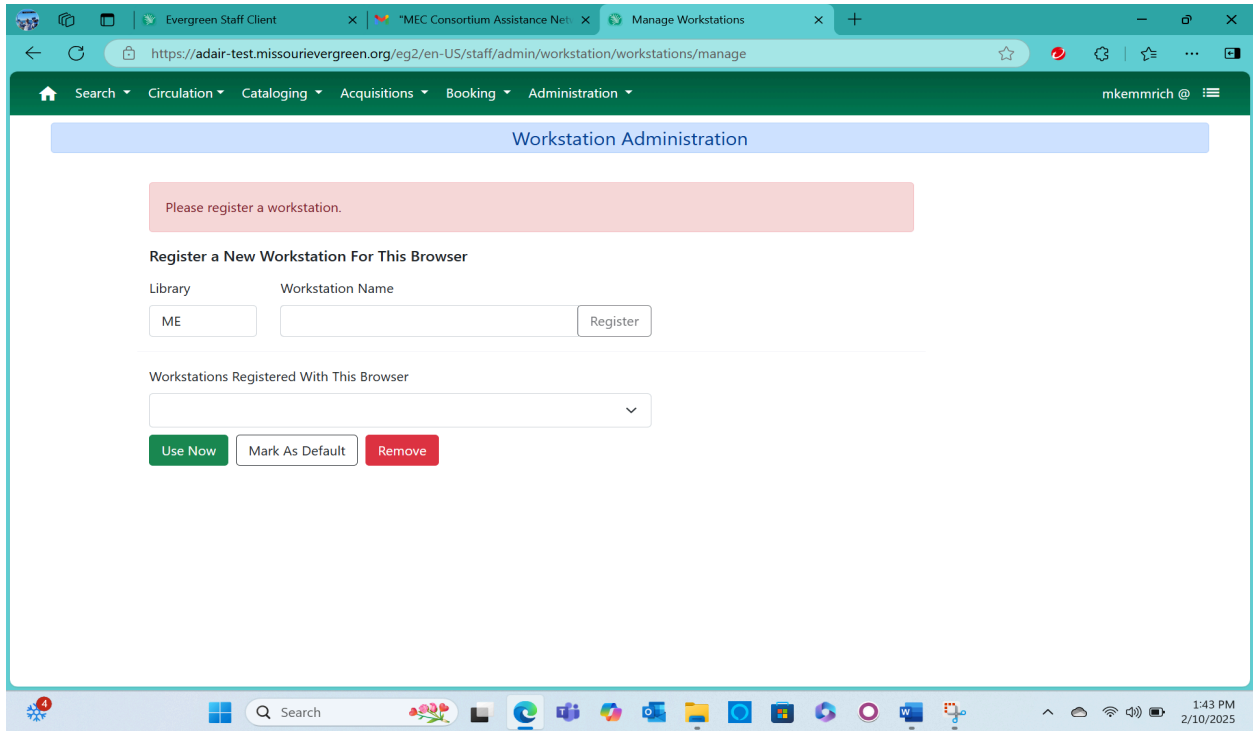 Evergreen Staff Client
"MEC Consortium Assistance Net
Manage Workstations
https://adair-test.missourievergreen.org/eg2/en-US/staff/admin/workstation/workstations/manage
Search Circulation Cataloging Acquisitions Booking Administration mkemmrich @
Workstation Administration
Please register a workstation.
Register a New Workstation For This Browser
Library Workstation Name
ME Register
Workstations Registered With This Browser
Use Now Mark As Default Remove
4
Search
1:43 PM
2/10/2025